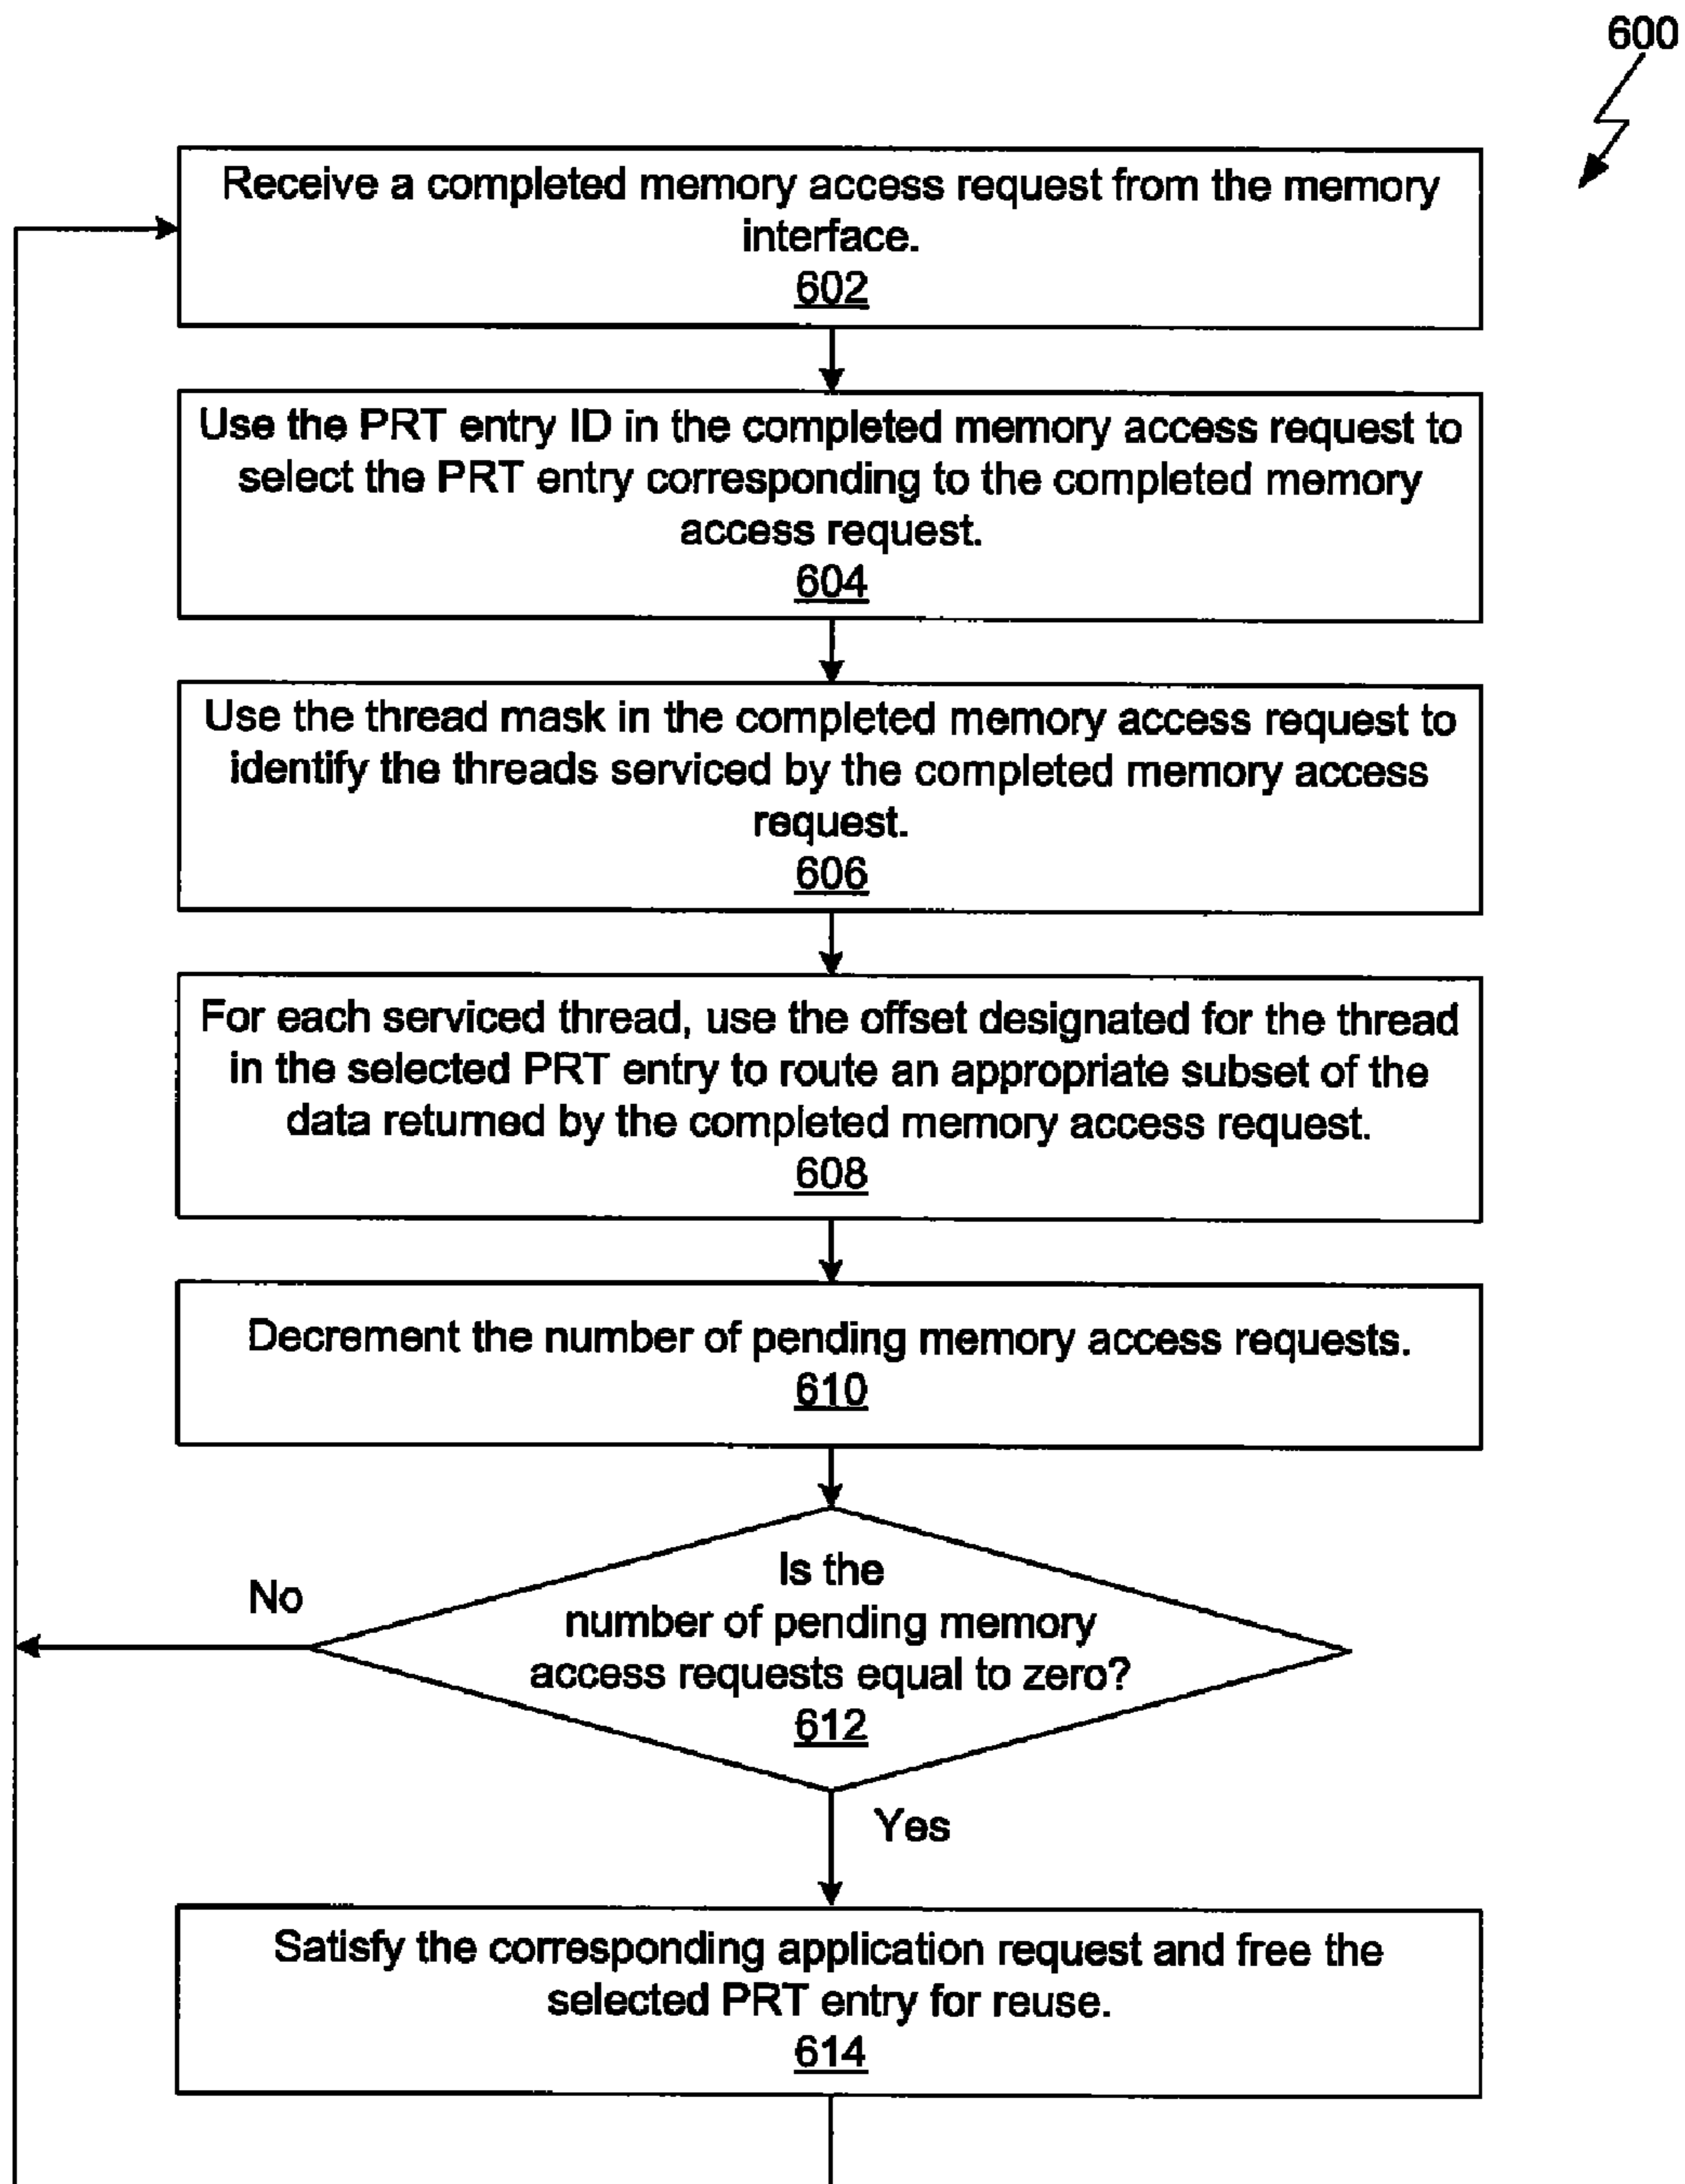 600
Receive a completed memory access request from the memory
interface.
602
Use the PRT entry ID in the completed memory access request to
select the PRT entry corresponding to the completed memory
access request.
604
Use the thread mask in the completed memory access request to
identify the threads serviced by the completed memory access
request.
606
For each serviced thread, use the offset designated for the thread
in the selected PRT entry to route an appropriate subset of the
data returned by the completed memory access request.
608
Decrement the number of pending memory access requests.
610
Is the
number of pending memory
access requests equal to zero?
612
No
Yes
Satisfy the corresponding application request and free the
selected PRT entry for reuse.
614